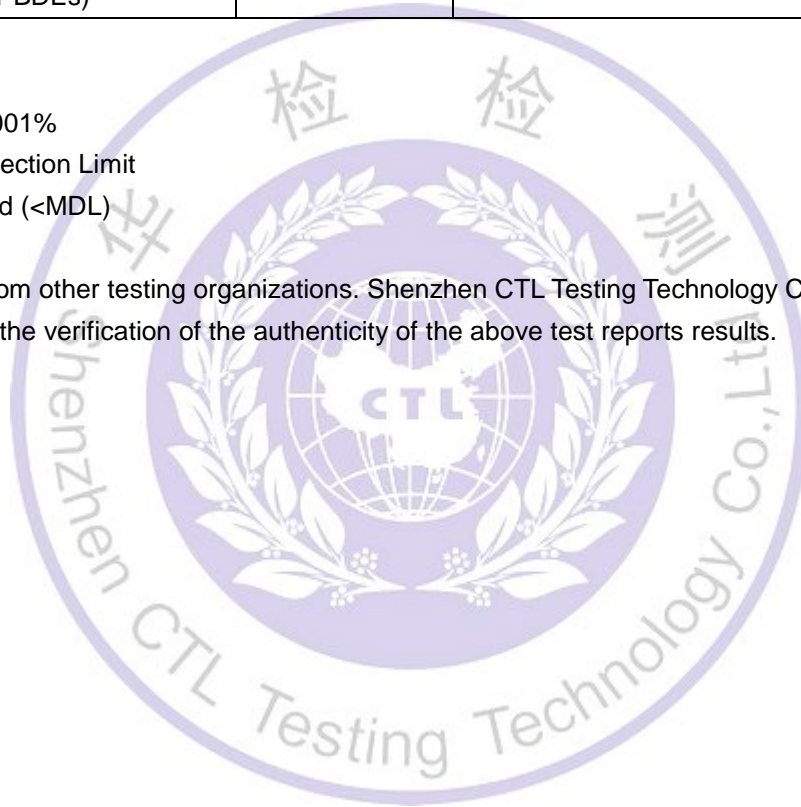 BDEs)
001%
ection Limit
d (<MDL)
om other testing organizations. Shenzhen CTL Testing Technology C
the verification of the authenticity of the above test reports results.
华检检测
CTL
Shenzhen CTL Testing Technology Co.,Ltd